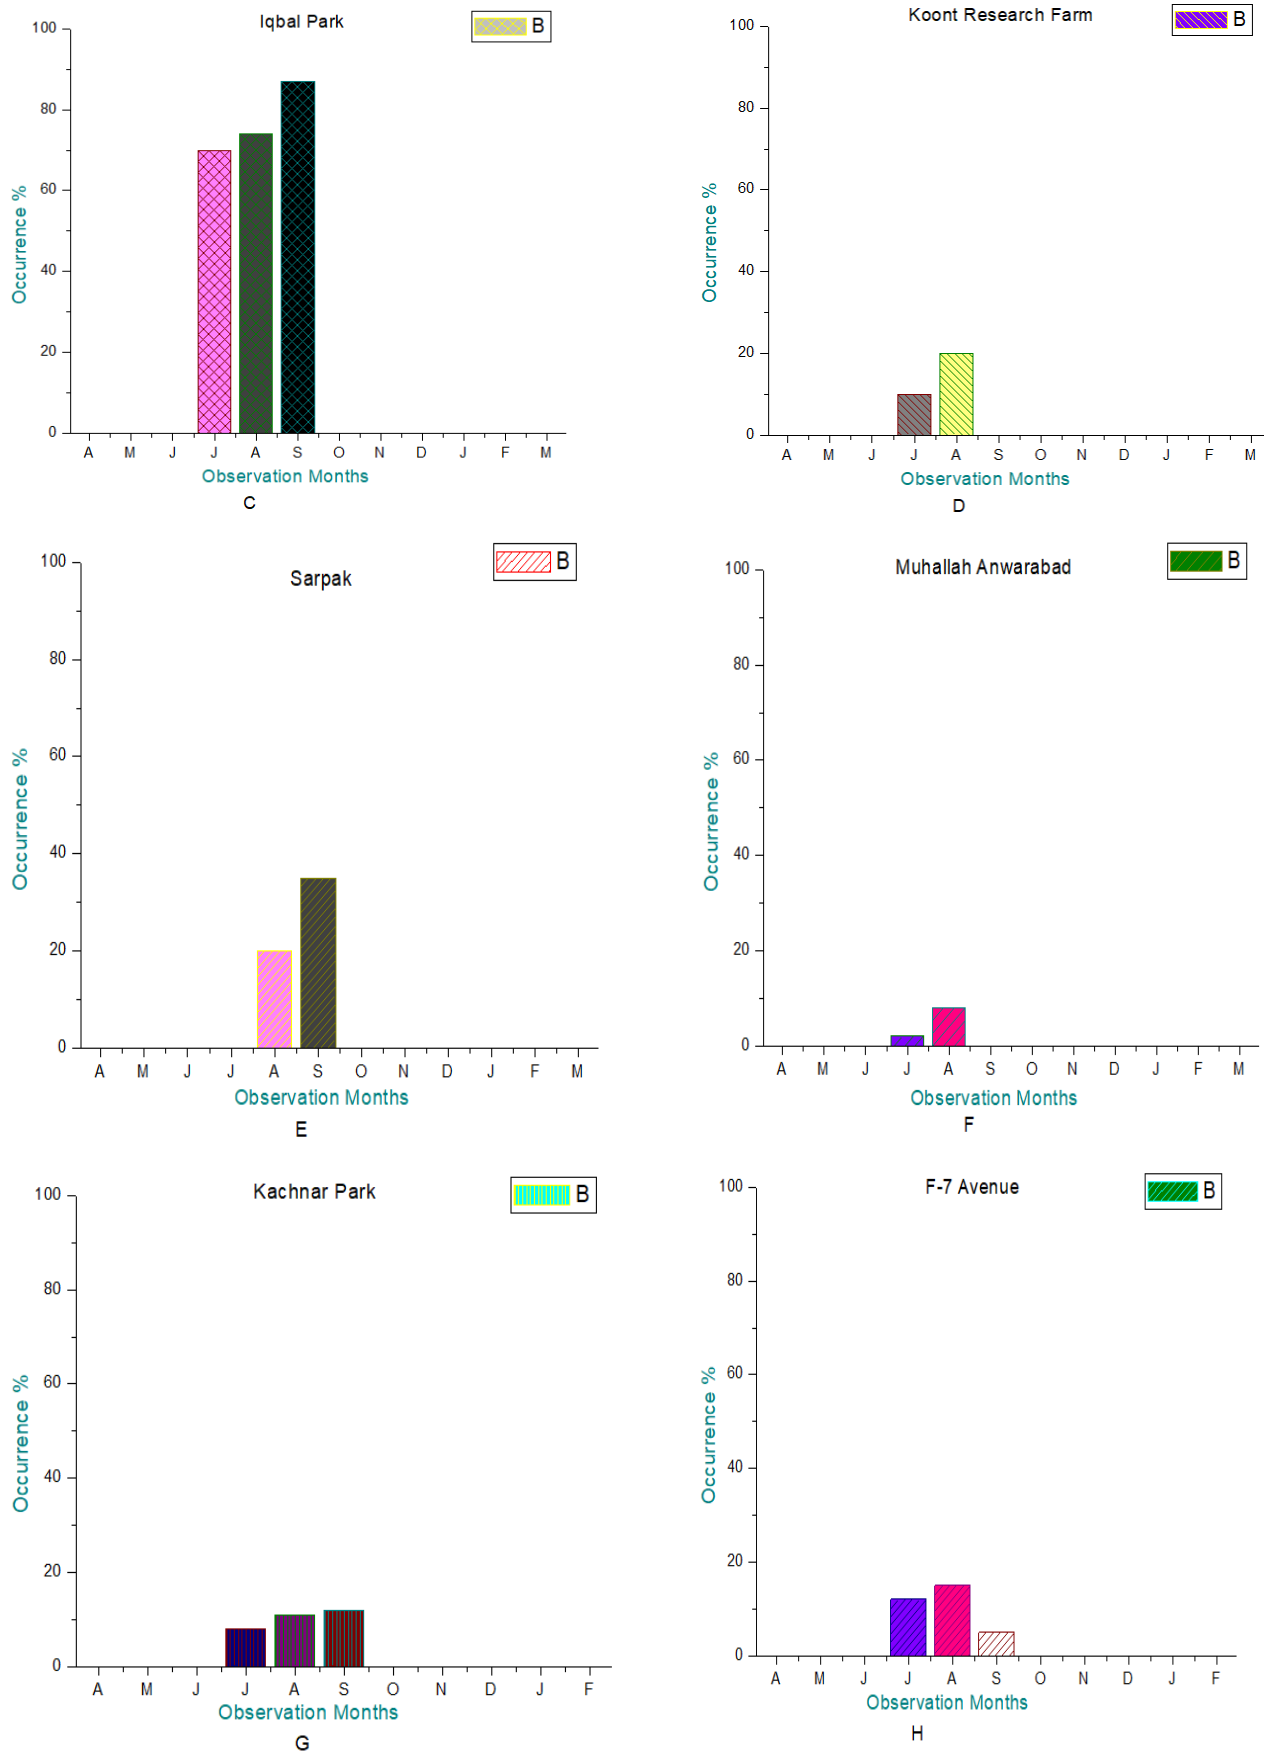 Iqbal Park
B
100
80
60
40
20
0
Occurrence %
A M J J A S O N D J F M
Observation Months
C
Koont Research Farm
B
100
80
60
40
20
0
Occurrence %
A M J J A S O N D J F M
Observation Months
D
Sarpak
B
100
80
60
40
20
0
Occurrence %
A M J J A S O N D J F M
Observation Months
E
Muhallah Anwarabad
B
100
80
60
40
20
0
Occurrence %
A M J J A S O N D J F M
Observation Months
F
Kachnar Park
B
100
80
60
40
20
0
Occurrence %
A M J J A S O N D J F
Observation Months
G
F-7 Avenue
B
100
80
60
40
20
0
Occurrence %
A M J J A S O N D J F
Observation Months
H